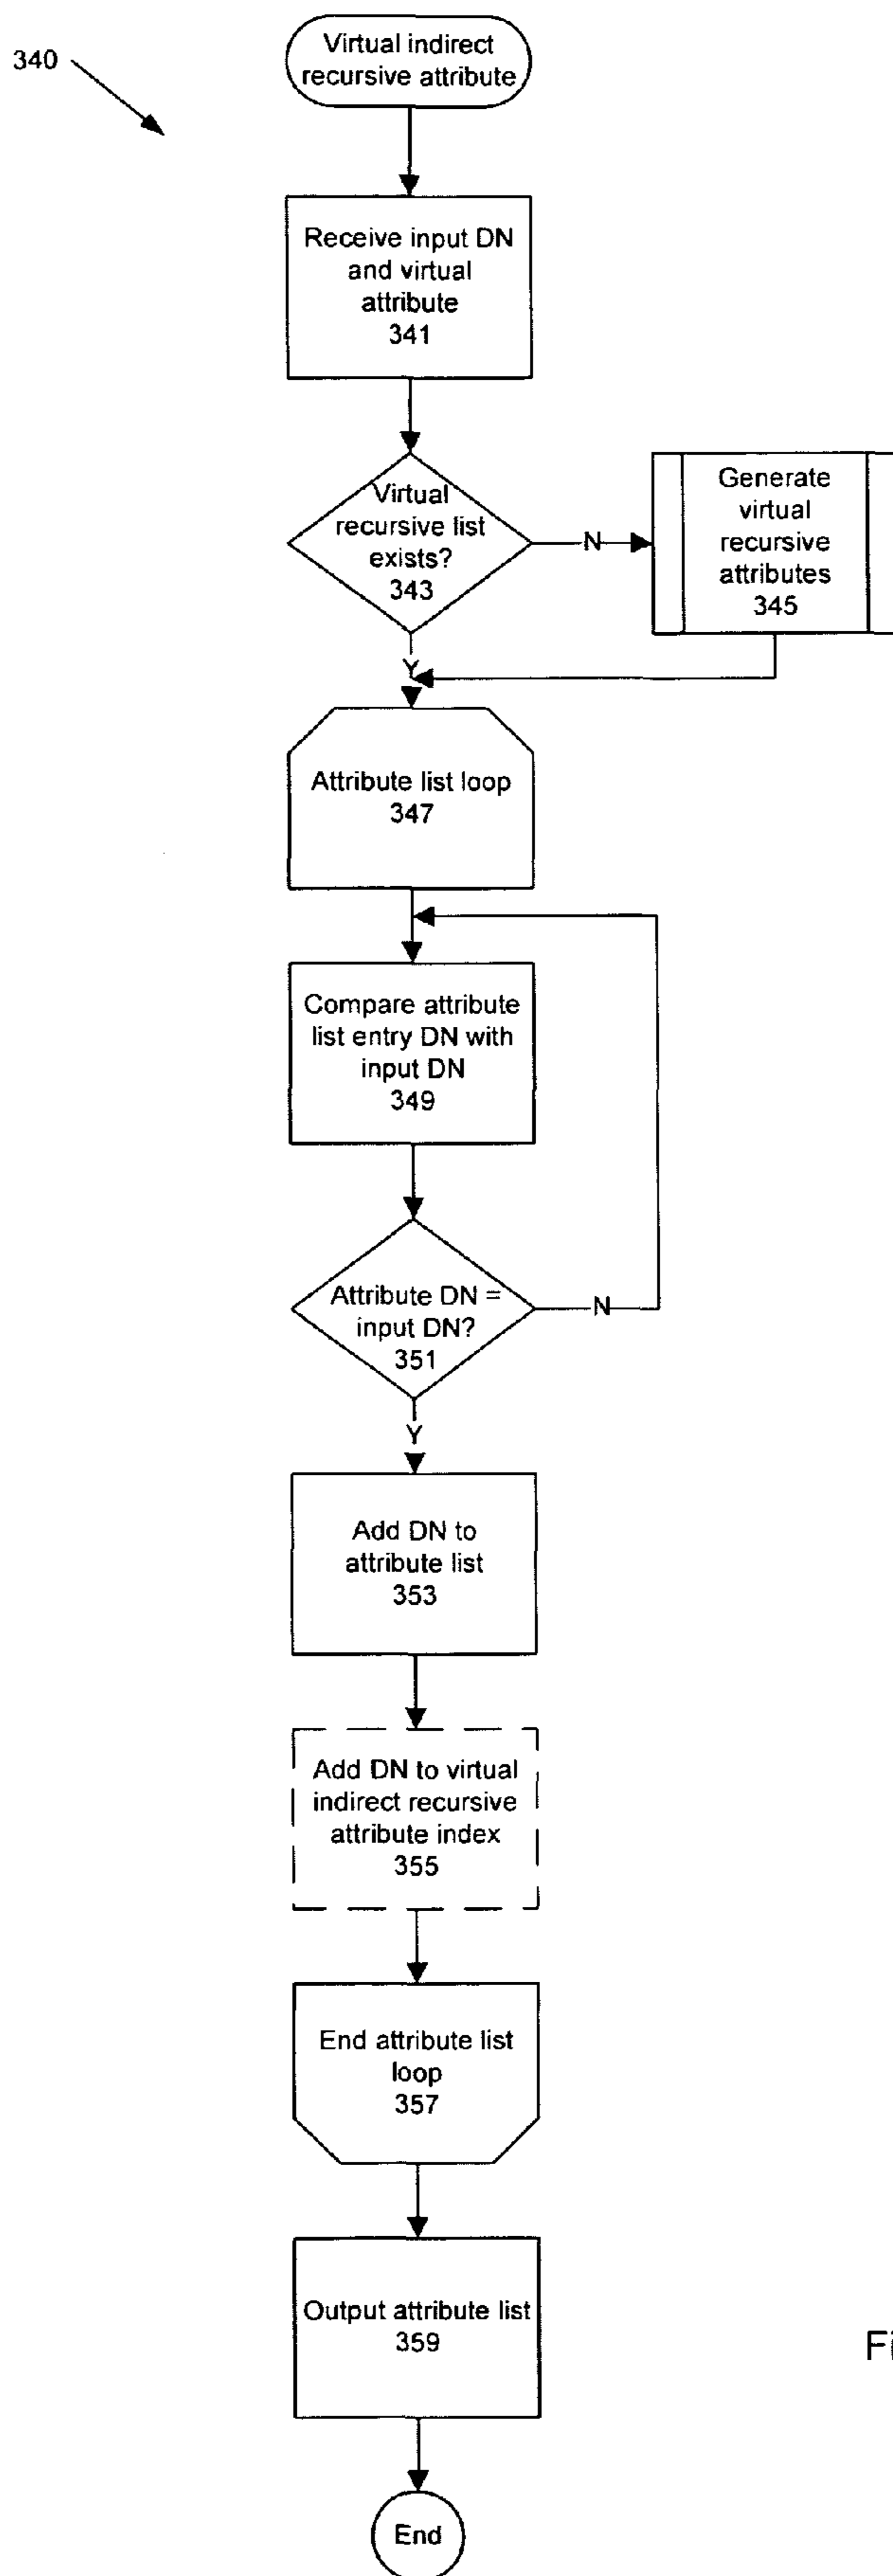 340
Virtual indirect
recursive attribute
Receive input DN
and virtual
attribute
341
Virtual
recursive list
exists?
343
N
Generate
virtual
recursive
attributes
345
Y
Attribute list loop
347
Compare attribute
list entry DN with
input DN
349
Attribute DN =
input DN?
351
N
Y
Add DN to
attribute list
353
Add DN to virtual
indirect recursive
attribute index
355
End attribute list
loop
357
Output attribute list
359
End